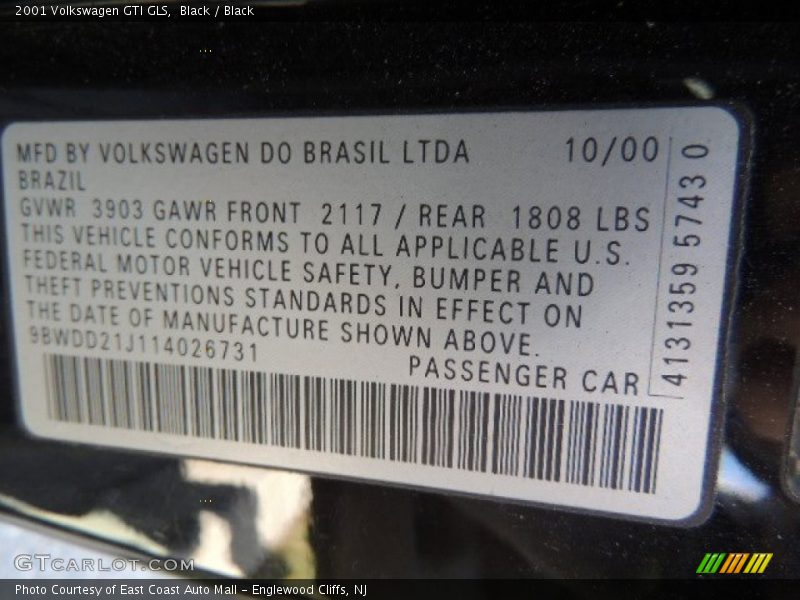 2001 Volkswagen GTI GLS,  Black / Black
MFD BY VOLKSWAGEN DO BRASIL LTDA 10/00
BRAZIL
GVWR 3903 GAWR FRONT 2117 / REAR 1808 LBS
THIS VEHICLE CONFORMS TO ALL APPLICABLE U.S.
FEDERAL MOTOR VEHICLE SAFETY, BUMPER AND
THEFT PREVENTIONS STANDARDS IN EFFECT ON
THE DATE OF MANUFACTURE SHOWN ABOVE.
9BWDD21J114026731
PASSENGER CAR
4131359 5743 0
GTCARLOT.COM
Photo Courtesy of East Coast Auto Mall - Englewood Cliffs, NJ